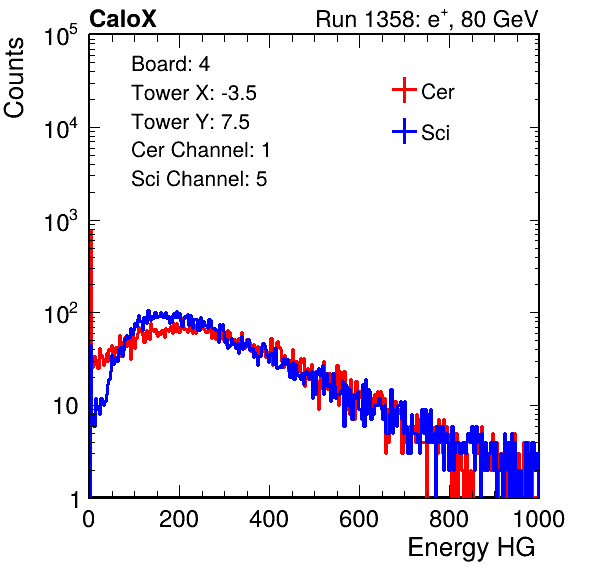 CaloX Run 1358: e⁺, 80 GeV
Counts
10⁵
10⁴
10³
10²
10
1
Board: 4
Tower X: -3.5
Tower Y: 7.5
Cer Channel: 1
Sci Channel: 5
Cer
Sci
0 200 400 600 800 1000
Energy HG